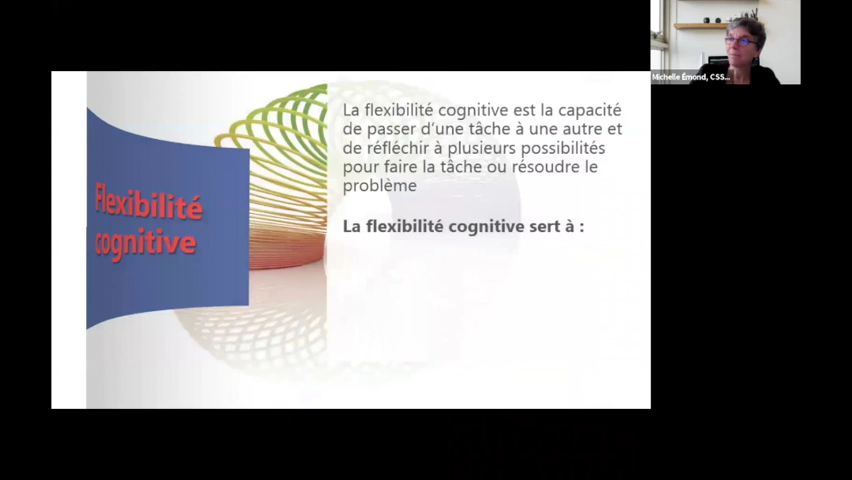 Michelle Émond, CSS...
Flexibilité
cognitive
La flexibilité cognitive est la capacité
de passer d'une tâche à une autre et
de réfléchir à plusieurs possibilités
pour faire la tâche ou résoudre le
problème
La flexibilité cognitive sert à :